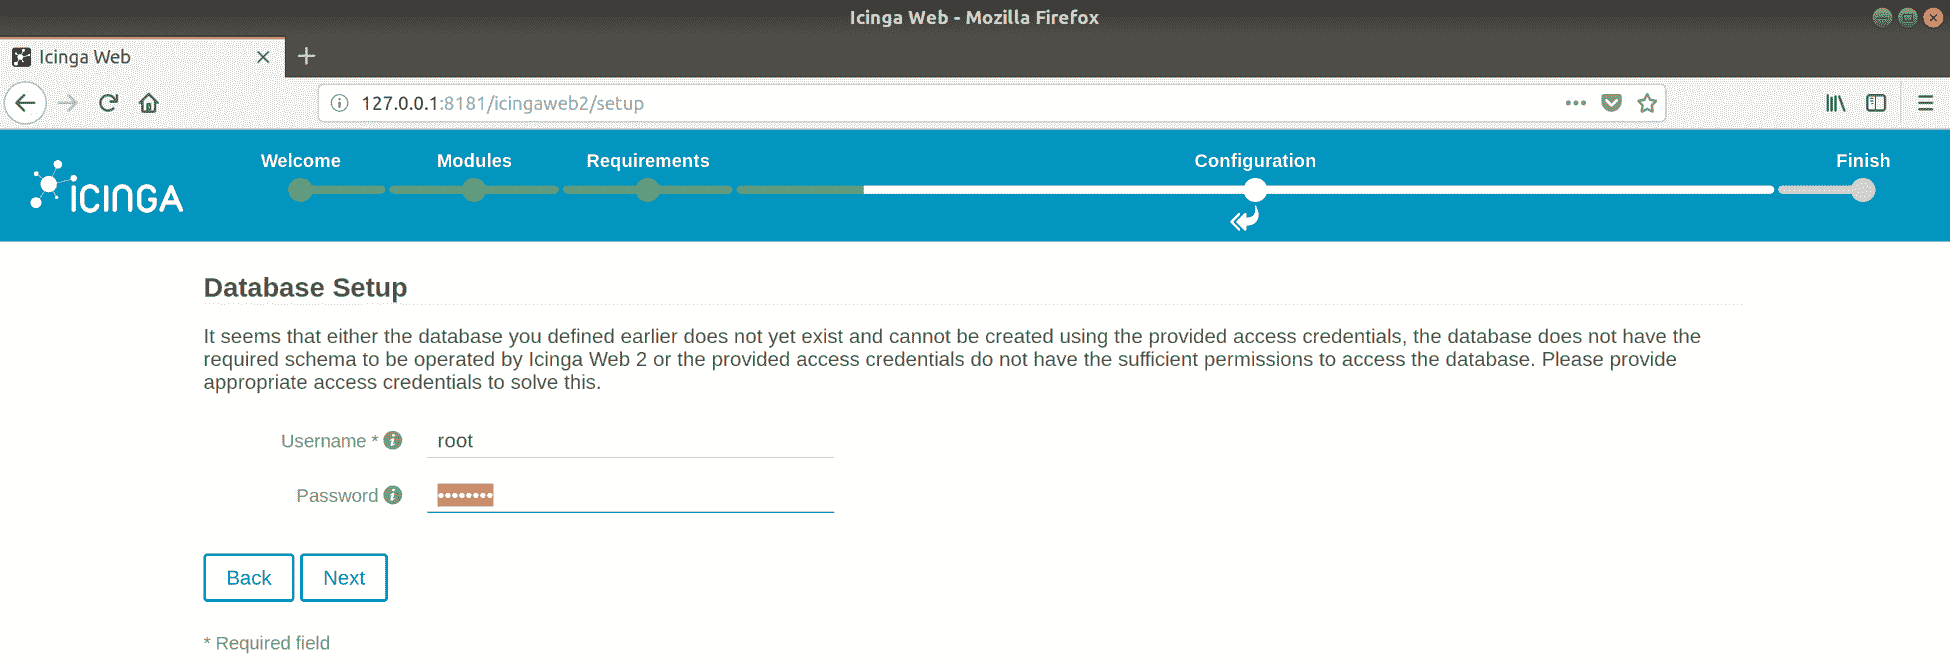 Icinga Web - Mozilla Firefox
Icinga Web
127.0.0.1:8181/icingaweb2/setup
ICINGA
Welcome
Modules
Requirements
Configuration
Finish
Database Setup
It seems that either the database you defined earlier does not yet exist and cannot be created using the provided access credentials, the database does not have the
required schema to be operated by Icinga Web 2 or the provided access credentials do not have the sufficient permissions to access the database. Please provide
appropriate access credentials to solve this.
Username * root
Password ••••••••
Back Next
* Required field